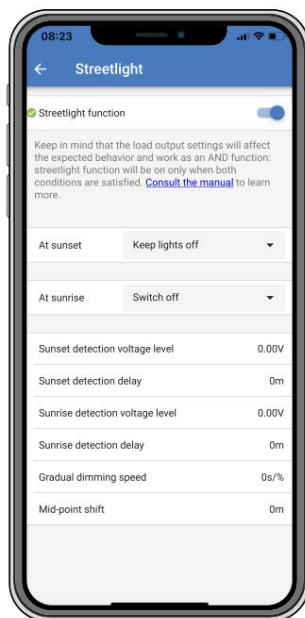 08:23
Streetlight
Streetlight function
Keep in mind that the load output settings will affect
the expected behavior and work as an AND function:
streetlight function will be on only when both
conditions are satisfied. Consult the manual to learn
more.
At sunset Keep lights off
At sunrise Switch off
Sunset detection voltage level 0.00V
Sunset detection delay 0m
Sunrise detection voltage level 0.00V
Sunrise detection delay 0m
Gradual dimming speed 0s/%
Mid-point shift 0m